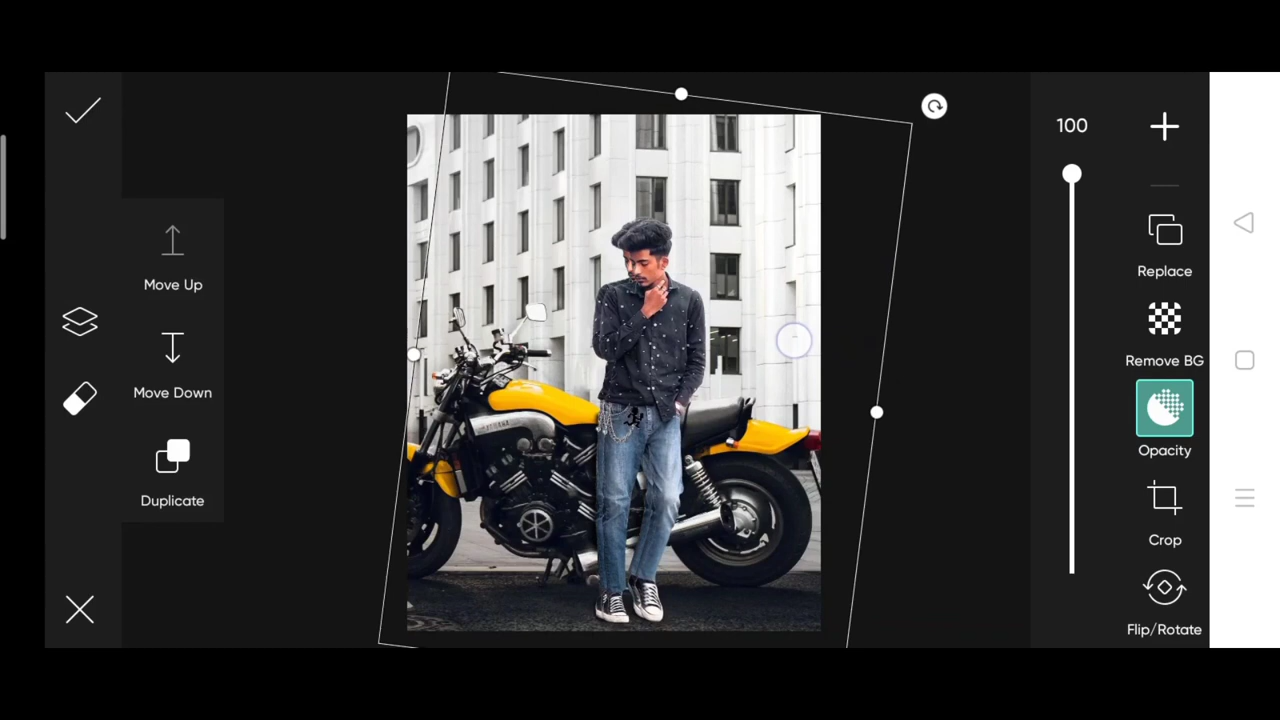 Move Up
Move Down
Duplicate
100
Replace
Remove BG
Opacity
Crop
Flip/Rotate